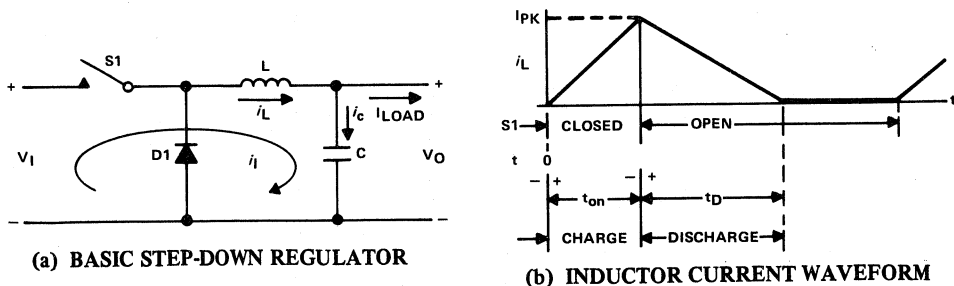 S1
L
+
+
iL
ic
ILOAD
VI
D1
iI
C
VO
−
−
(a) BASIC STEP-DOWN REGULATOR
IPK
iL
t
S1
CLOSED
OPEN
t 0
− + − +
ton
tD
CHARGE
DISCHARGE
(b) INDUCTOR CURRENT WAVEFORM